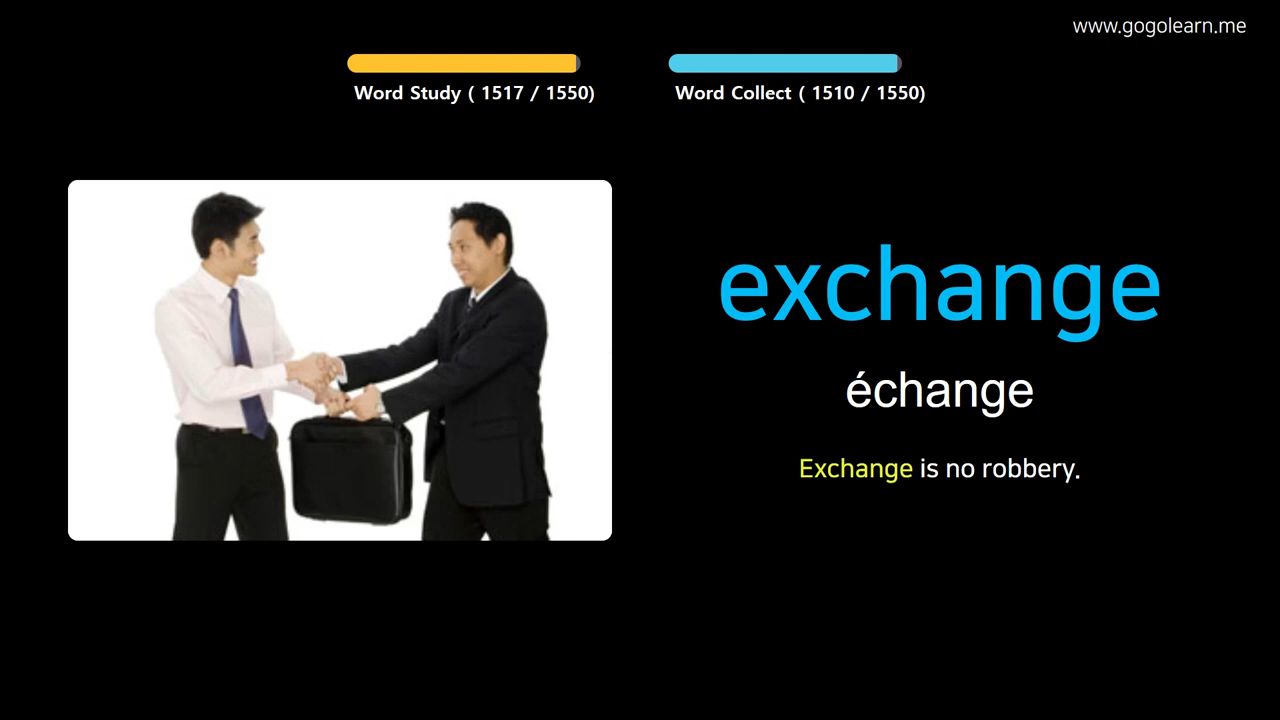 www.gogolearn.me
Word Study ( 1517 / 1550)
Word Collect ( 1510 / 1550)
exchange
échange
Exchange is no robbery.